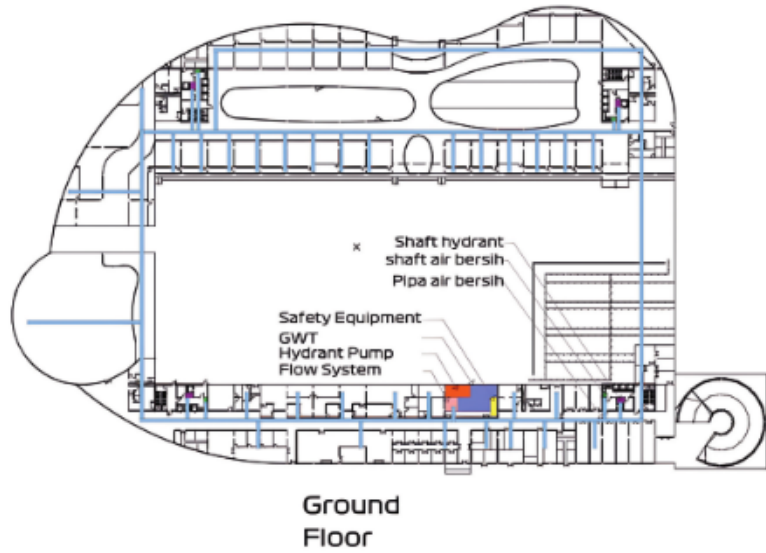 Shaft hydrant
shaft air bersih
Pipa air bersih
Safety Equipment
GWT
Hydrant Pump
Flow System
Ground
Floor